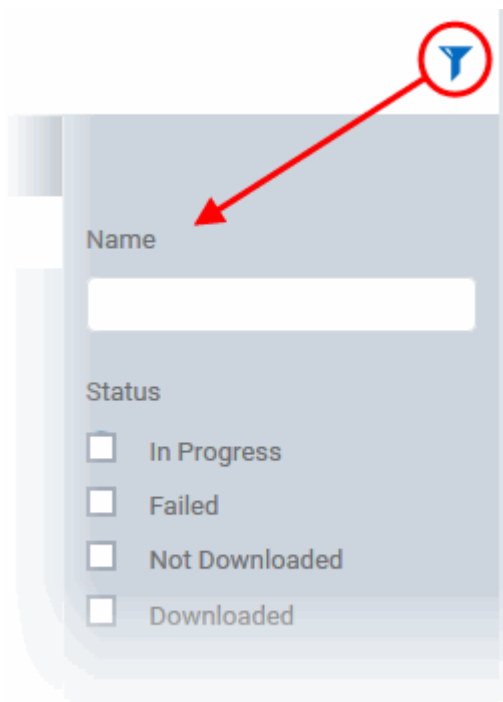 Name
Status
In Progress
Failed
Not Downloaded
Downloaded